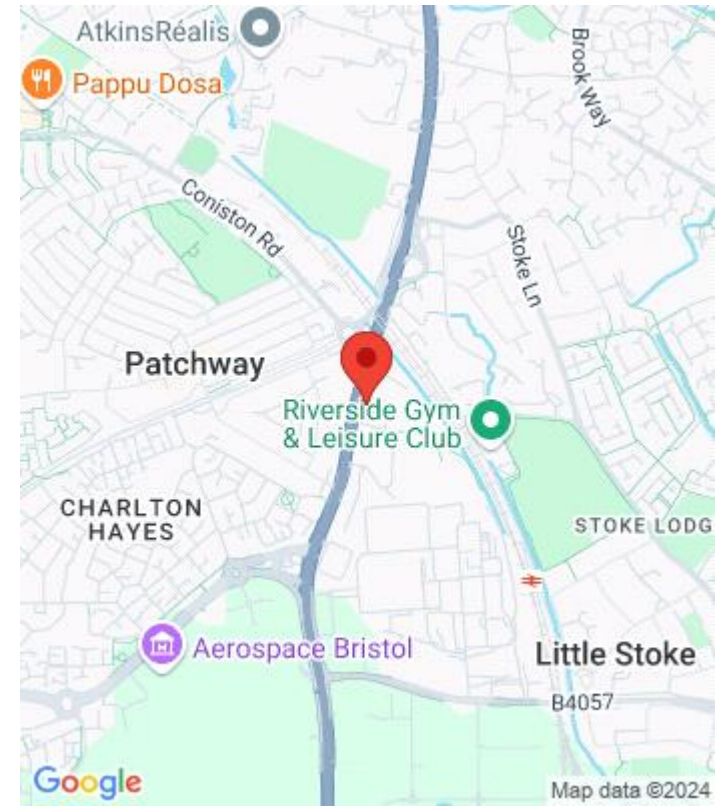 AtkinsRéalis
Pappu Dosa
Brook Way
Coniston Rd
Stoke Ln
Patchway
Riverside Gym
& Leisure Club
CHARLTON
HAYES
STOKE LODG
Aerospace Bristol
Little Stoke
B4057
Google
Map data ©2024